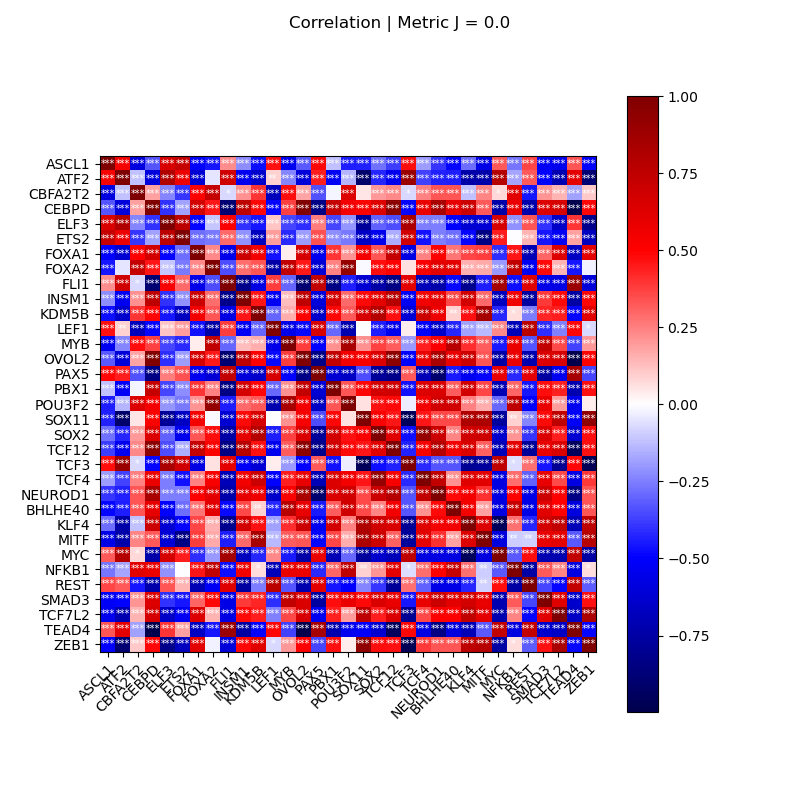 Correlation | Metric J = 0.0
ASCL1
ATF2
CBFA2T2
CEBPD
ELF3
ETS2
FOXA1
FOXA2
FLI1
INSM1
KDM5B
LEF1
MYB
OVOL2
PAX5
PBX1
POU3F2
SOX11
SOX2
TCF12
TCF3
TCF4
NEUROD1
BHLHE40
KLF4
MITF
MYC
NFKB1
REST
SMAD3
TCF7L2
TEAD4
ZEB1
ASCL1
ATF2
CBFA2T2
CEBPD
ELF3
ETS2
FOXA1
FOXA2
FLI1
INSM1
KDM5B
LEF1
MYB
OVOL2
PAX5
PBX1
POU3F2
SOX11
SOX2
TCF12
TCF3
TCF4
NEUROD1
BHLHE40
KLF4
MITF
MYC
NFKB1
REST
SMAD3
TCF7L2
TEAD4
ZEB1
1.00
0.75
0.50
0.25
0.00
−0.25
−0.50
−0.75